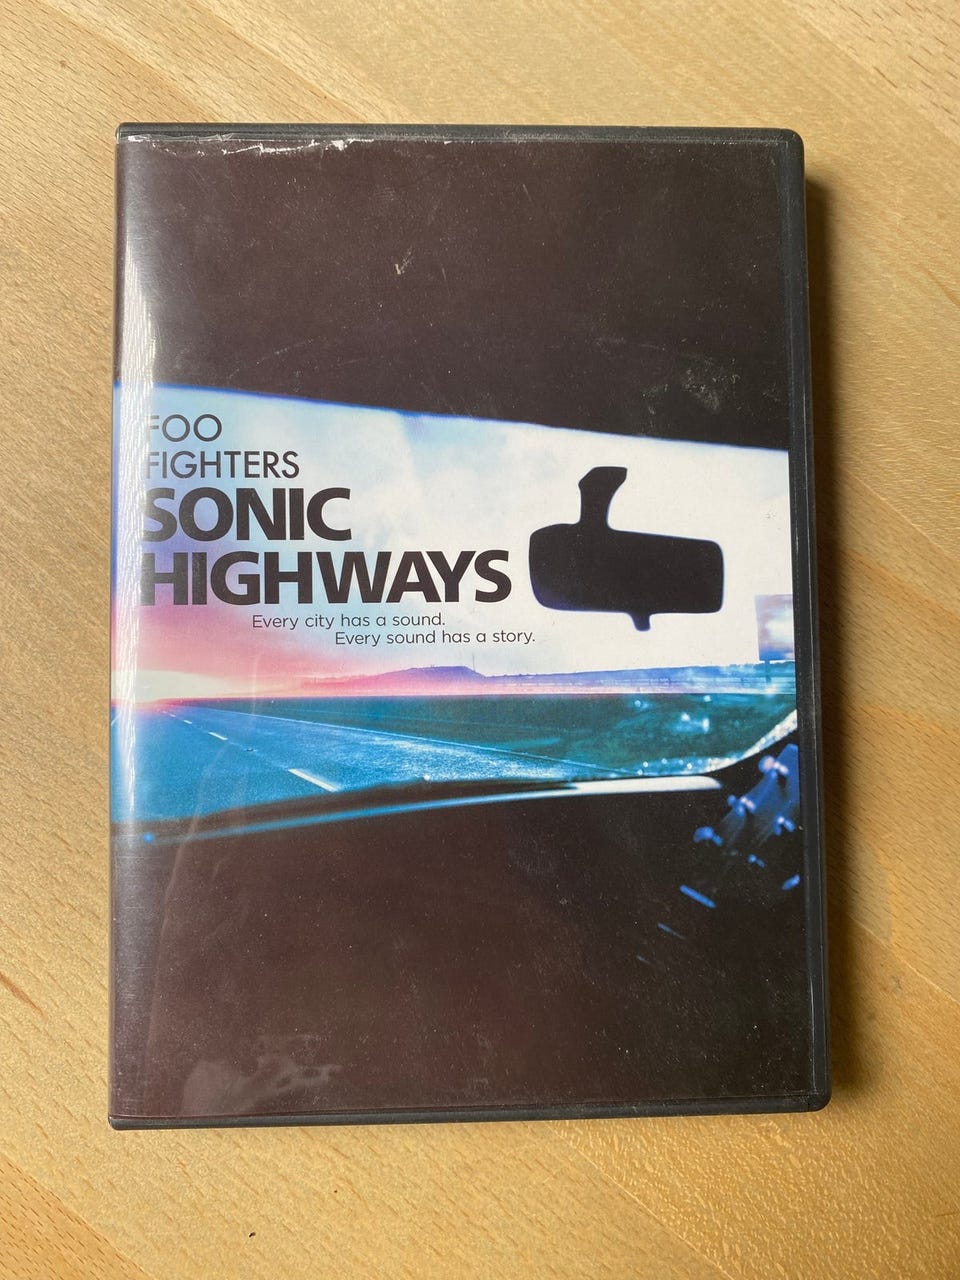 FOO
FIGHTERS
SONIC
HIGHWAYS
Every city has a sound.
Every sound has a story.